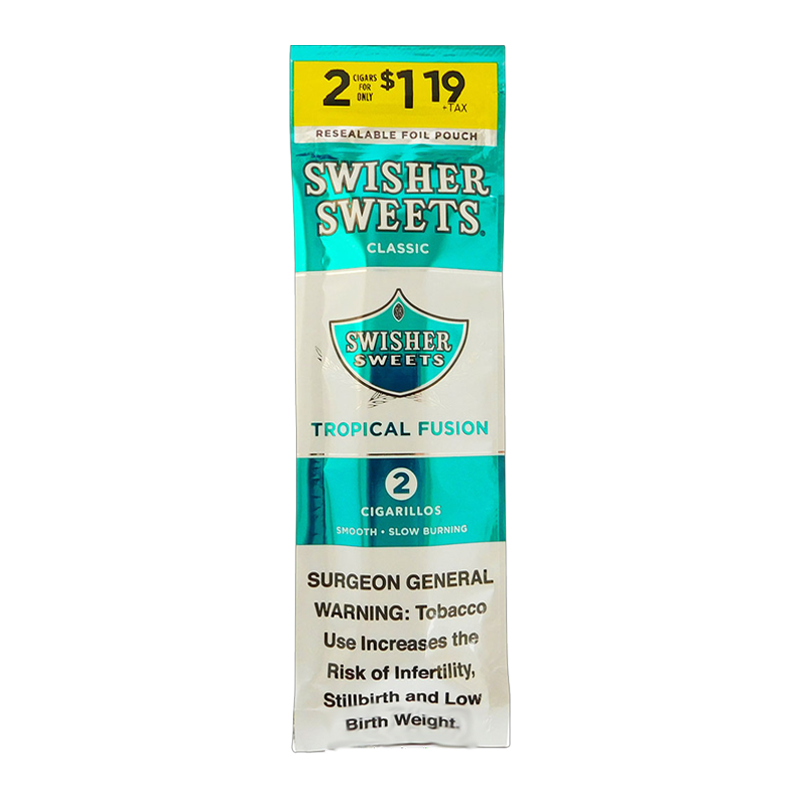 2 CIGARS FOR ONLY $1 19
+TAX
RESEALABLE FOIL POUCH
SWISHER
SWEETS®
CLASSIC
SWISHER
SWEETS
TROPICAL FUSION
2
CIGARILLOS
SMOOTH • SLOW BURNING
SURGEON GENERAL
WARNING: Tobacco
Use Increases the
Risk of Infertility,
Stillbirth and Low
Birth Weight.